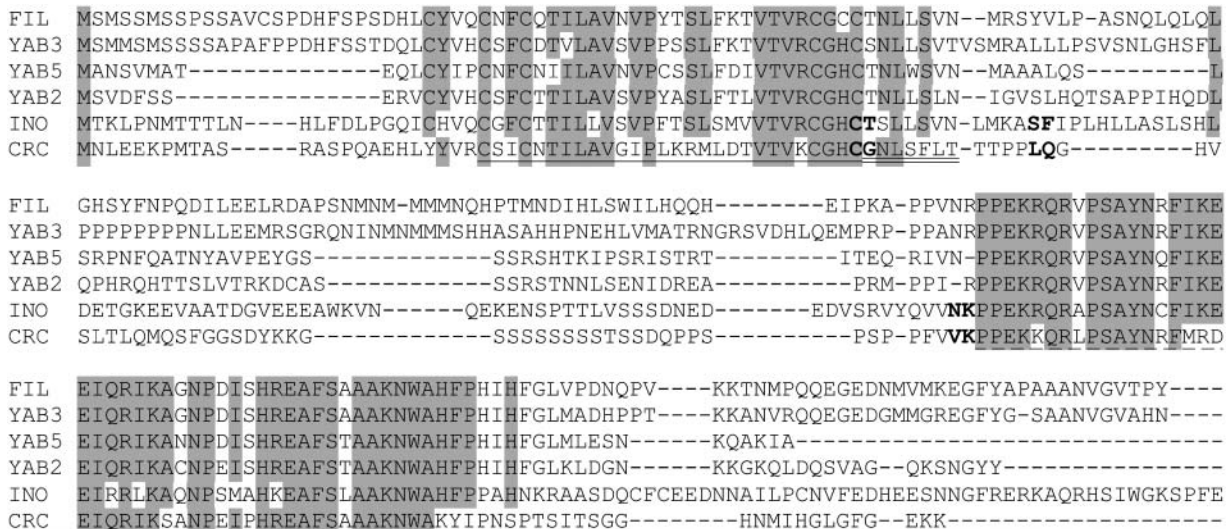 FIL MSMSSMSSPSSAVCSPDHFSPSDHLCYVQCNFCQTILAVNVPYTSLFKTVTVRCGCCTNLLSVN--MRSYVLP-ASNQLQLQL
YAB3 MSMMSMSSSSAPAFPPDHFSSTDQLCYVHCSFCDTVLAVSVPPSSLFKTVTVRCGHCSNLLSVTVSMRALLLPSVSNLGHSFL
YAB5 MANSVMAT-----------EQLCYIPCNFCNIILAVNVPCSSLFDIVTVRCGHCTNLWSVN--MAAALQS-----------L
YAB2 MSVDFSS------------ERVCYVHCSFCTTILAVSVPYASLFTLVTVRCGHCTNLLSLN--IGVSLHQTSAPPIHQDL
INO MTKLPNMTTTLN----HLFDLPGQICHVQCGFCTTILLVSVPFTSLSMVVTVRCGHCTSLLSVN-LMKASFIPLHLLASLSHL
CRC MNLEEKPMTAS----RASPQAEHLYYVRCSICNTILAVGIPLKRMLDTVTVKCGHCGNLSFLT-TTPPLQG---------HV
FIL GHSYFNPQDILEELRDAPSNMNM-MMMNQHPTMNDIHLSWILHQQH--------EIPKA-PPVNRPPEKRQRVPSAYNRFIKE
YAB3 PPPPPPPPNLLEEMRSGRQNINMNMMMMSHHASAHHPNEHLVMATRNGRSVDHLQEMPRP-PPANRPPEKRQRVPSAYNRFIKE
YAB5 SRPNFQATNYAVPEYGS-------------SSRSHTKIPSRISTRT--------ITEQ-RIVNRPPEKRQRVPSAYNQFIKE
YAB2 QPHRQHTTSLVTRKDCAS------------SSRSTNNLSENIDREA--------PRM-PPI-RPPEKRQRVPSAYNRFIKE
INO DETGKEEVAATDGVEEEAWKVN------QEKENSPTTLVSSSDNED-------EDVSRVYQVVNKPPEKRQRAPSAYNCFIKE
CRC SLTLQMQSFGGSDYKKG-------------SSSSSSSSTSSDQPPS--------PSP-PFVVKPPEKKQRLPSAYNRFMRD
FIL EIQRIKAGNPDISHREAFSAAAKNWAHFPHIHFGLVPDNQPV----KKTNMPQQEGEDNMVMKEGFYAPAAANVGVTPY----
YAB3 EIQRIKAGNPDISHREAFSAAAKNWAHFPHIHFGLMADHPPT----KKANVRQQEGEDGMMGREGFYG-SAANVGVAHN----
YAB5 EIQRIKANNPDISHREAFSTAAKNWAHFPHIHFGLMLESN------KQAKIA-------------------------------
YAB2 EIQRIKACNPEISHREAFSTAAKNWAHFPHIHFGLKLDGN------KKGKQLDQSVAG--QKSNGYY----------------
INO EIRRLKAQNPSMAHKEAFSLAAKNWAHFPPAHNKRAASDQCFCEEDNNAILPCNVFEDHEESNNGFRERKAQRHSIWGKSPFE
CRC EIQRIKSANPEIPHREAFSAAAKNWAKYIPNSPTSITSGG------HNMIHGLGFG--EKK----------------------